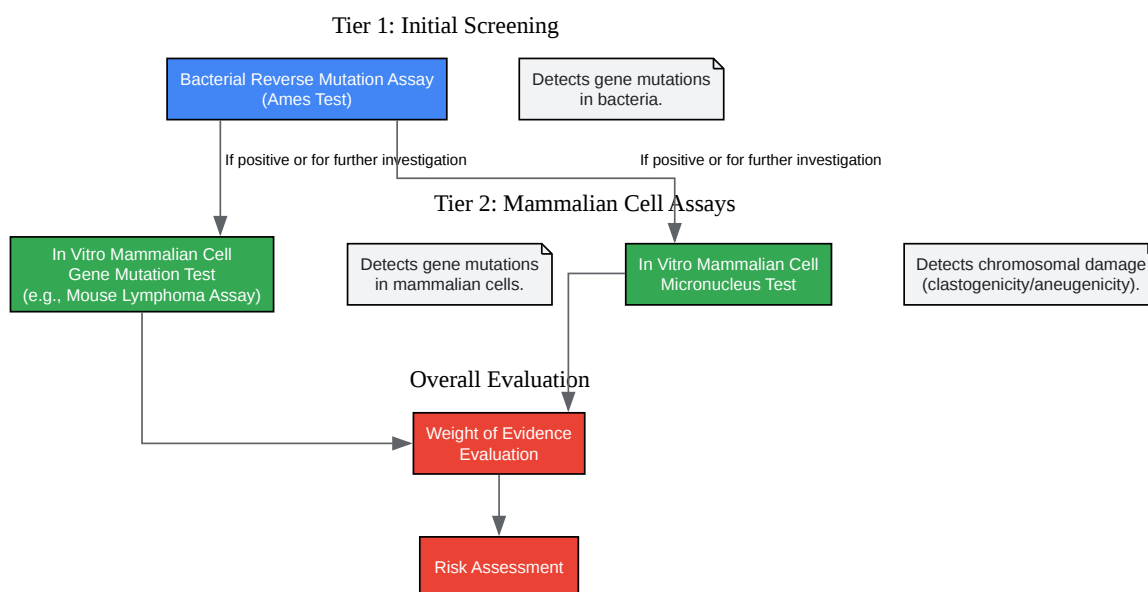 Tier 1: Initial Screening
Bacterial Reverse Mutation Assay
(Ames Test)
Detects gene mutations
in bacteria.
If positive or for further investigation
If positive or for further investigation
Tier 2: Mammalian Cell Assays
In Vitro Mammalian Cell
Gene Mutation Test
(e.g., Mouse Lymphoma Assay)
Detects gene mutations
in mammalian cells.
In Vitro Mammalian Cell
Micronucleus Test
Detects chromosomal damage
(clastogenicity/aneugenicity).
Overall Evaluation
Weight of Evidence
Evaluation
Risk Assessment